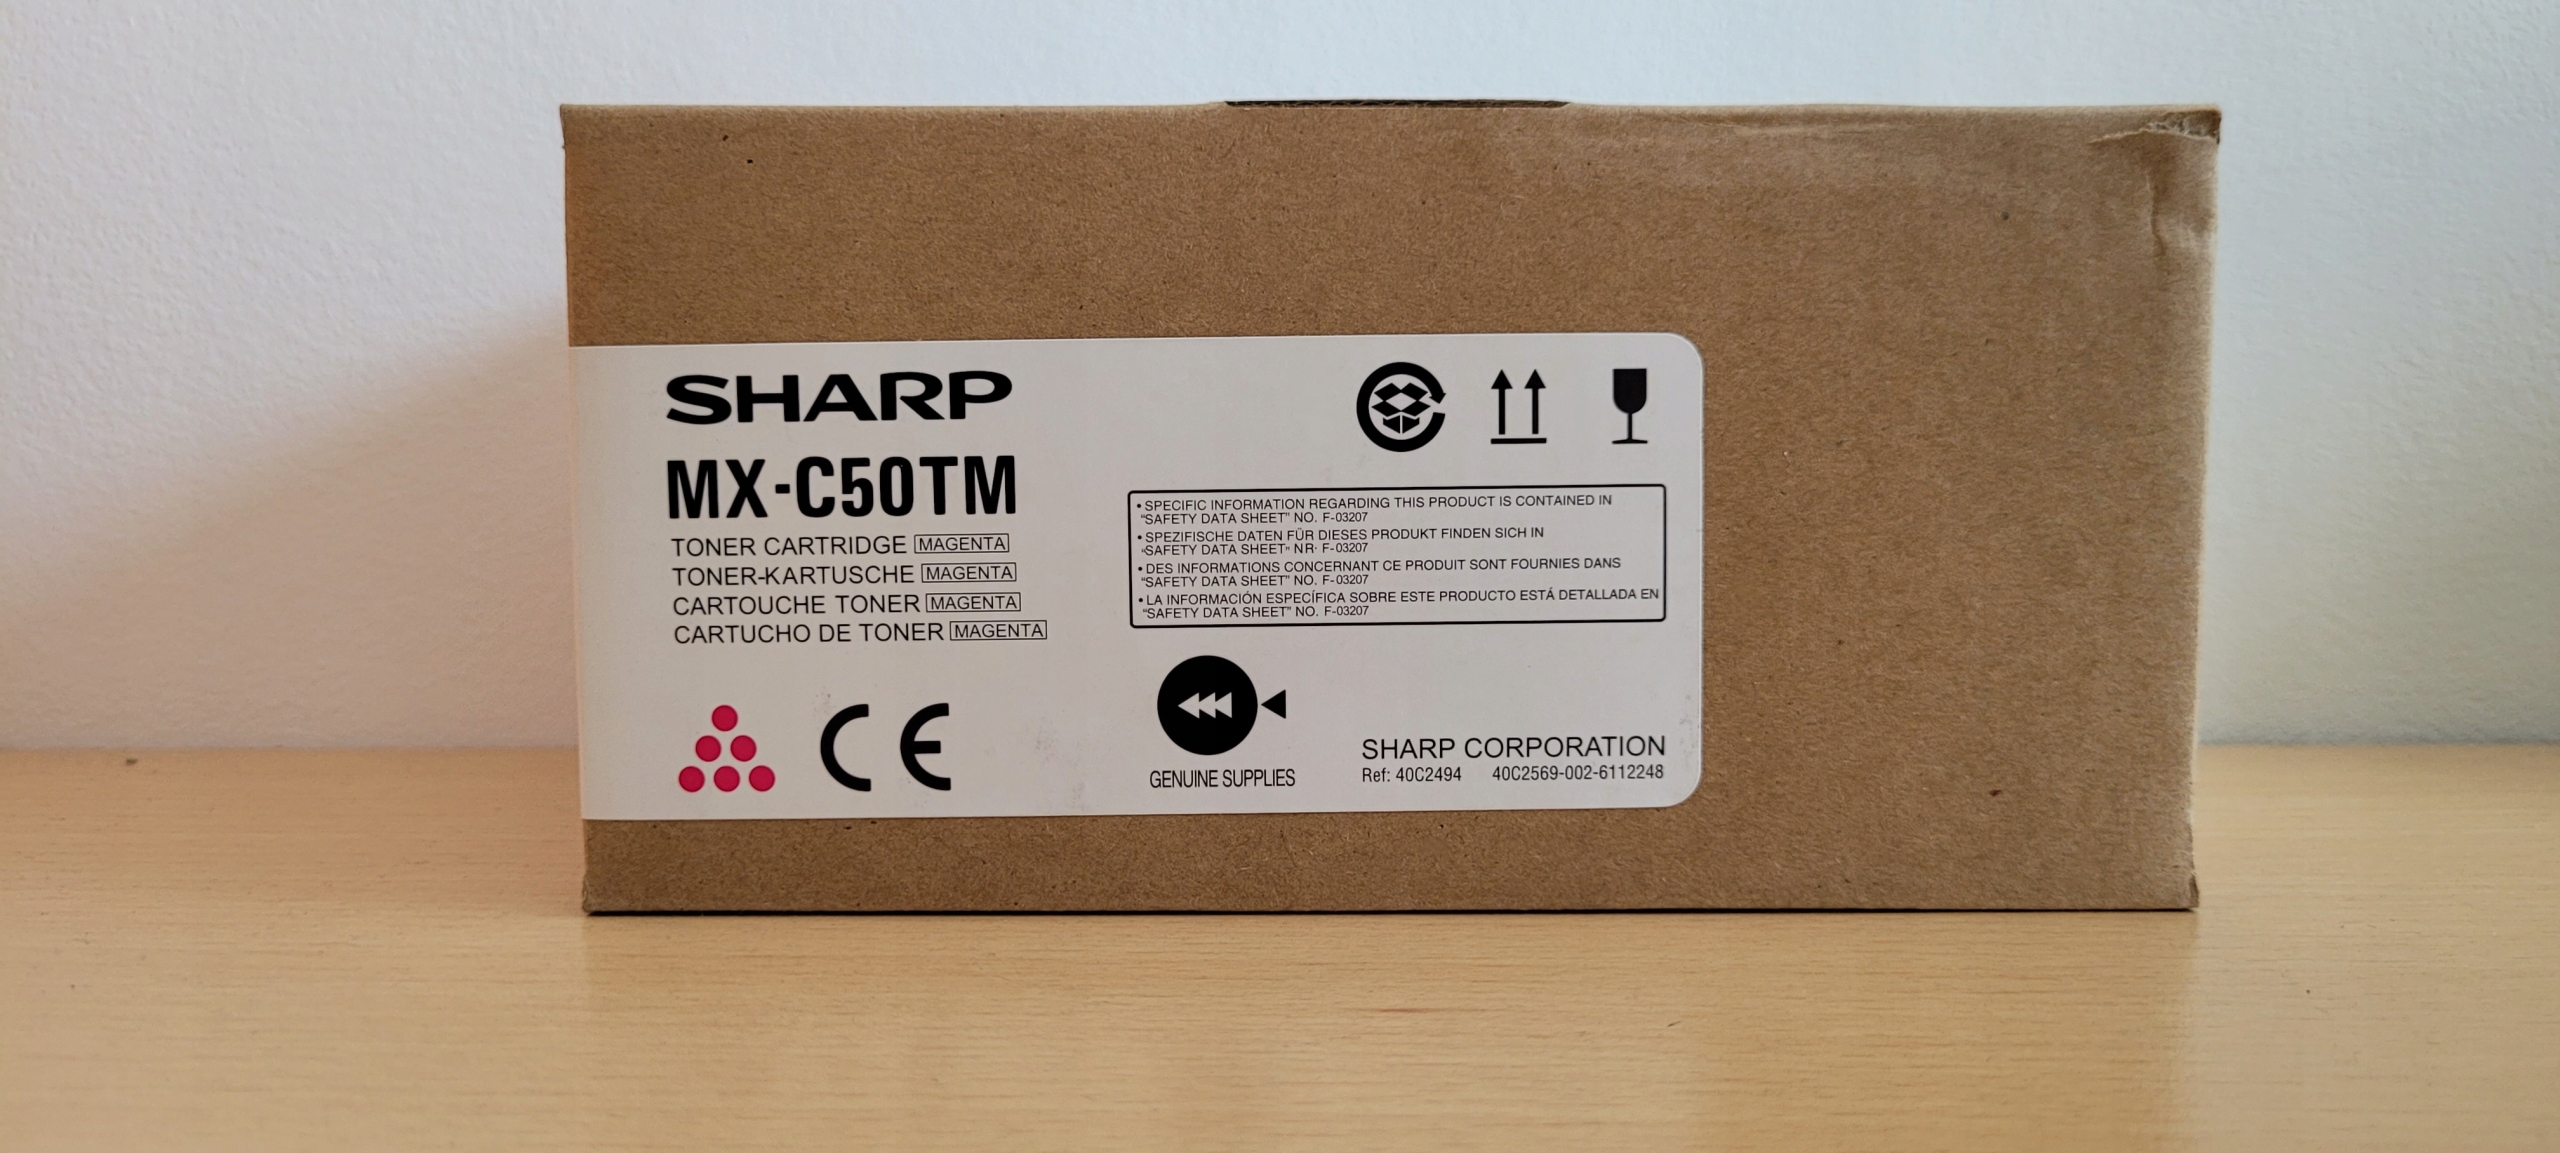 SHARP
MX-C50TM
TONER CARTRIDGE MAGENTA
TONER-KARTUSCHE MAGENTA
CARTOUCHE TONER MAGENTA
CARTUCHO DE TONER MAGENTA
CE
• SPECIFIC INFORMATION REGARDING THIS PRODUCT IS CONTAINED IN
"SAFETY DATA SHEET" NO. F-03207
• SPEZIFISCHE DATEN FÜR DIESES PRODUKT FINDEN SICH IN
"SAFETY DATA SHEET" NR· F-03207
• DES INFORMATIONS CONCERNANT CE PRODUIT SONT FOURNIES DANS
"SAFETY DATA SHEET" NO. F-03207
• LA INFORMACIÓN ESPECÍFICA SOBRE ESTE PRODUCTO ESTÁ DETALLADA EN
"SAFETY DATA SHEET" NO. F-03207
GENUINE SUPPLIES
SHARP CORPORATION
Ref: 40C2494 40C2569-002-6112248